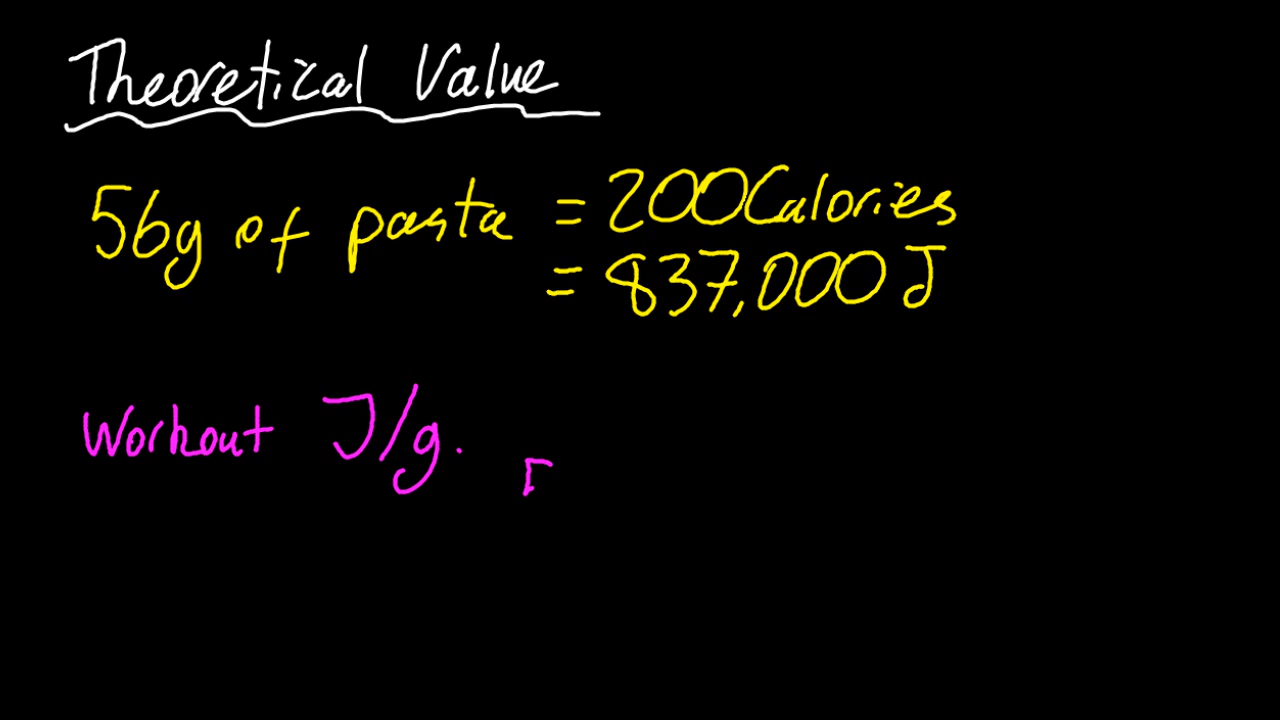 Theoretical Value
56g of pasta = 200Calories
= 837,000 J
Workout J/g.